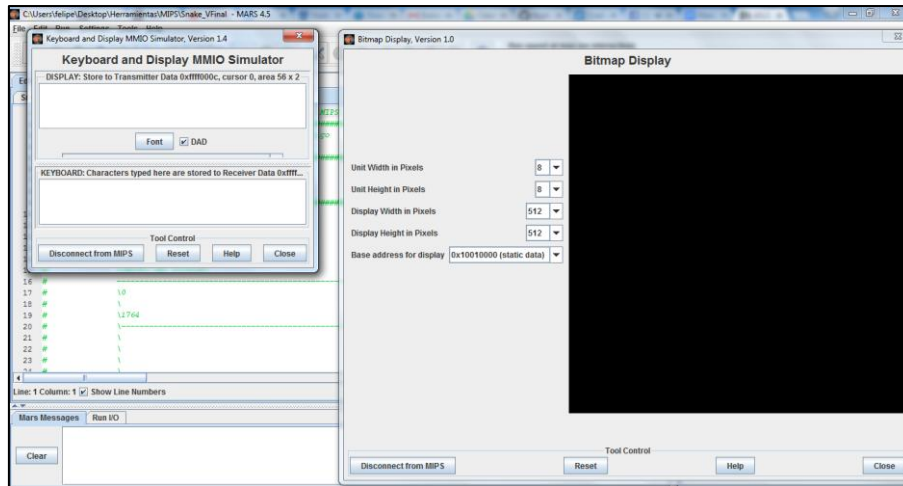 C:\Users\felipe\Desktop\Herramientas\MIPS\Snake_VFinal - MARS 4.5
Keyboard and Display MMIO Simulator, Version 1.4
Keyboard and Display MMIO Simulator
DISPLAY: Store to Transmitter Data 0xffff000c, cursor 0, area 56 x 2
Font
DAD
KEYBOARD: Characters typed here are stored to Receiver Data 0xffff...
Tool Control
Disconnect from MIPS
Reset
Help
Close
16 #
17 # \0
18 # \
19 # \276d
20 # \
21 # \
22 # \
23 # \
Line: 1 Column: 1
Show Line Numbers
Mars Messages
Run I/O
Clear
Bitmap Display, Version 1.0
Bitmap Display
Unit Width in Pixels 8
Unit Height in Pixels 8
Display Width in Pixels 512
Display Height in Pixels 512
Base address for display 0x10010000 (static data)
Tool Control
Disconnect from MIPS
Reset
Help
Close